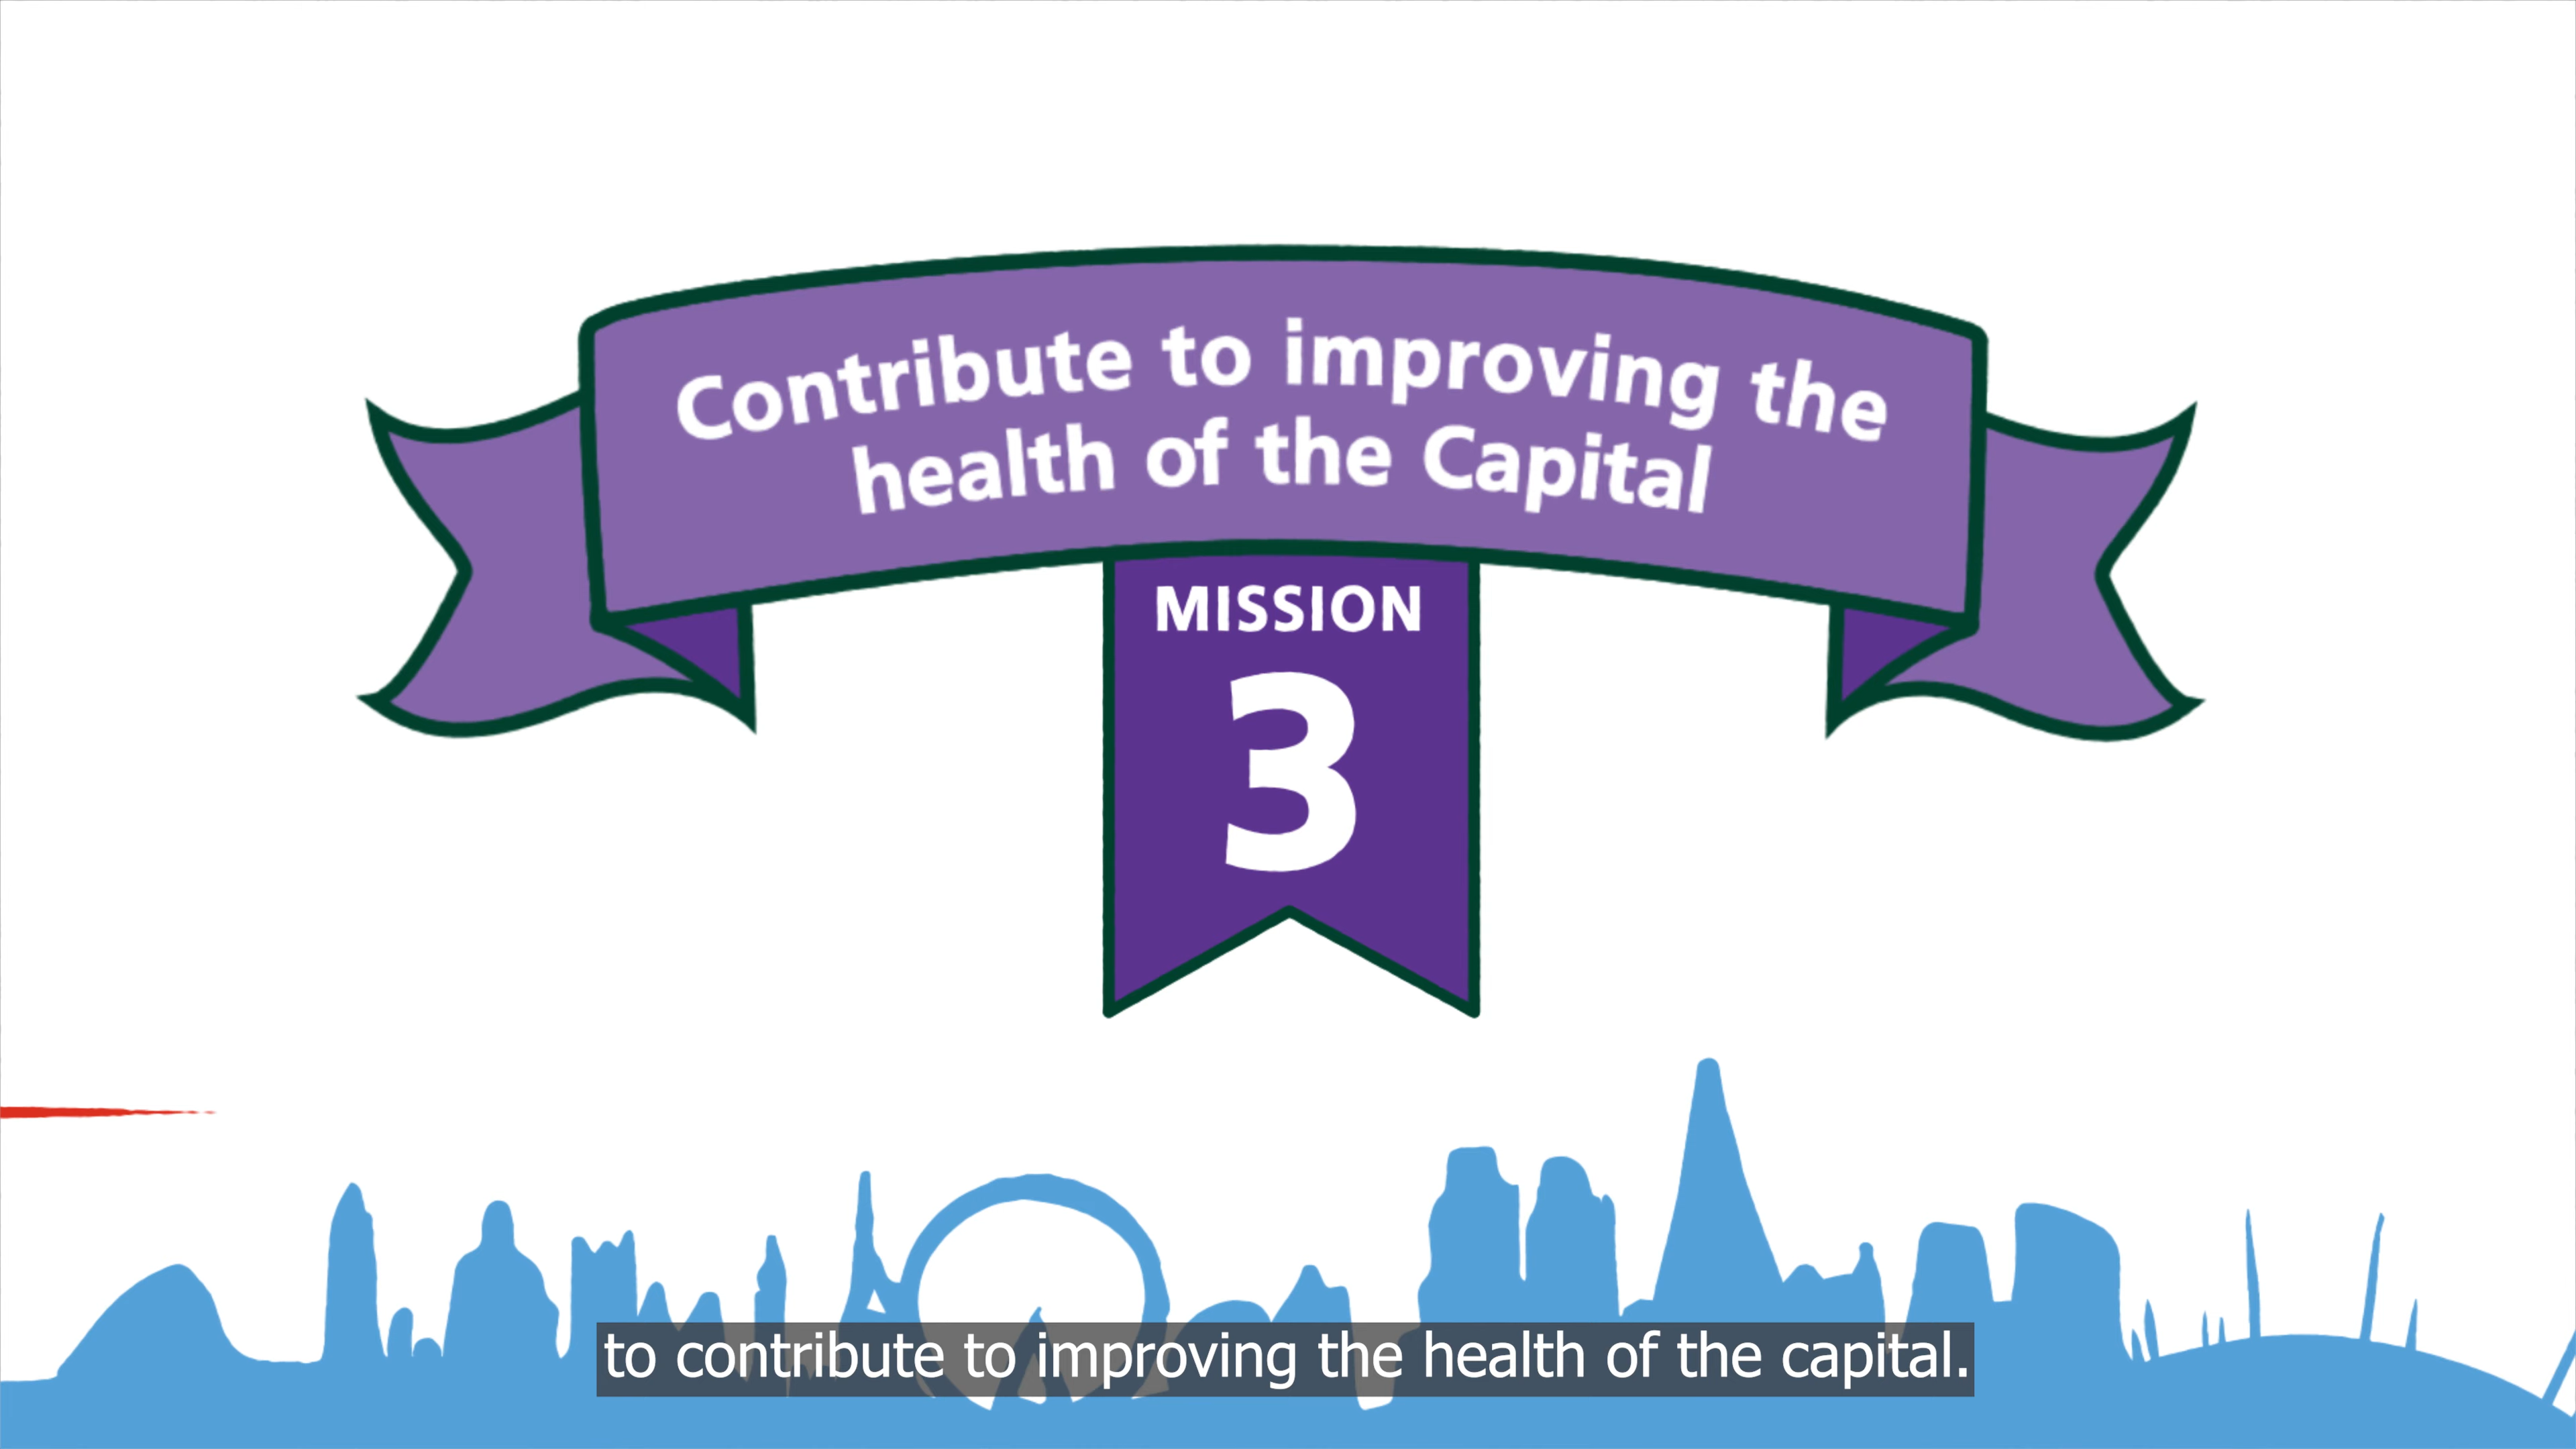 Contribute to improving the
health of the Capital
MISSION
3
to contribute to improving the health of the capital.